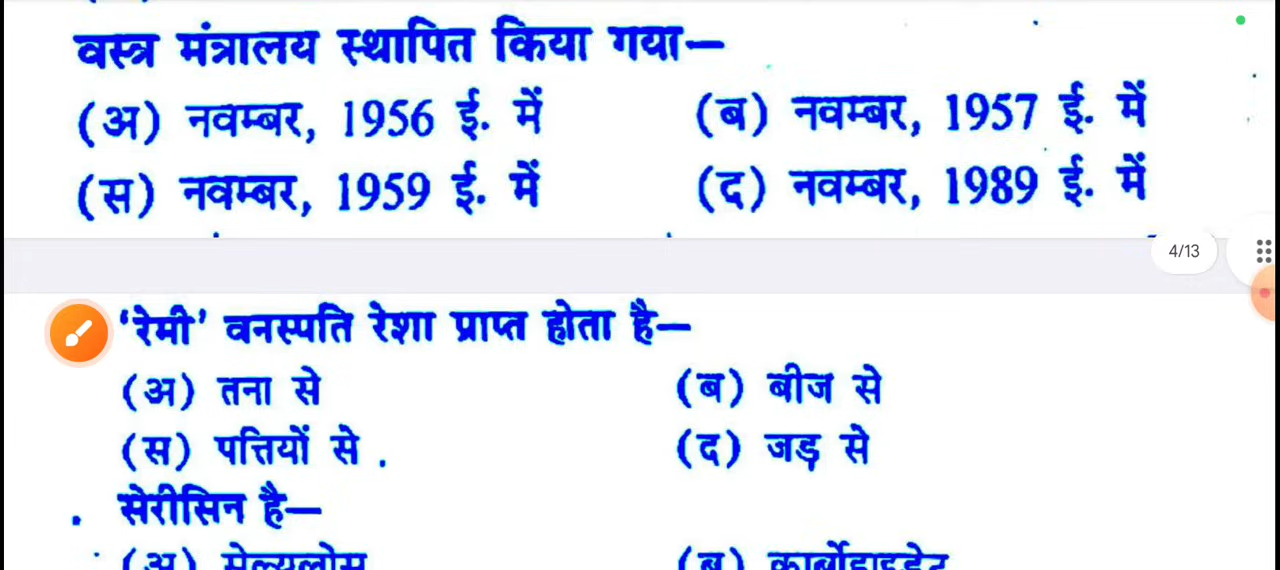 वस्त्र मंत्रालय स्थापित किया गया—
(अ) नवम्बर, 1956 ई. में (ब) नवम्बर, 1957 ई. में
(स) नवम्बर, 1959 ई. में (द) नवम्बर, 1989 ई. में
4/13
'रेमी' वनस्पति रेशा प्राप्त होता है—
(अ) तना से (ब) बीज से
(स) पत्तियों से . (द) जड़ से
. सेरीसिन है—
(अ) सेल्यूलोस (ब) कार्बोहाइड्रेट